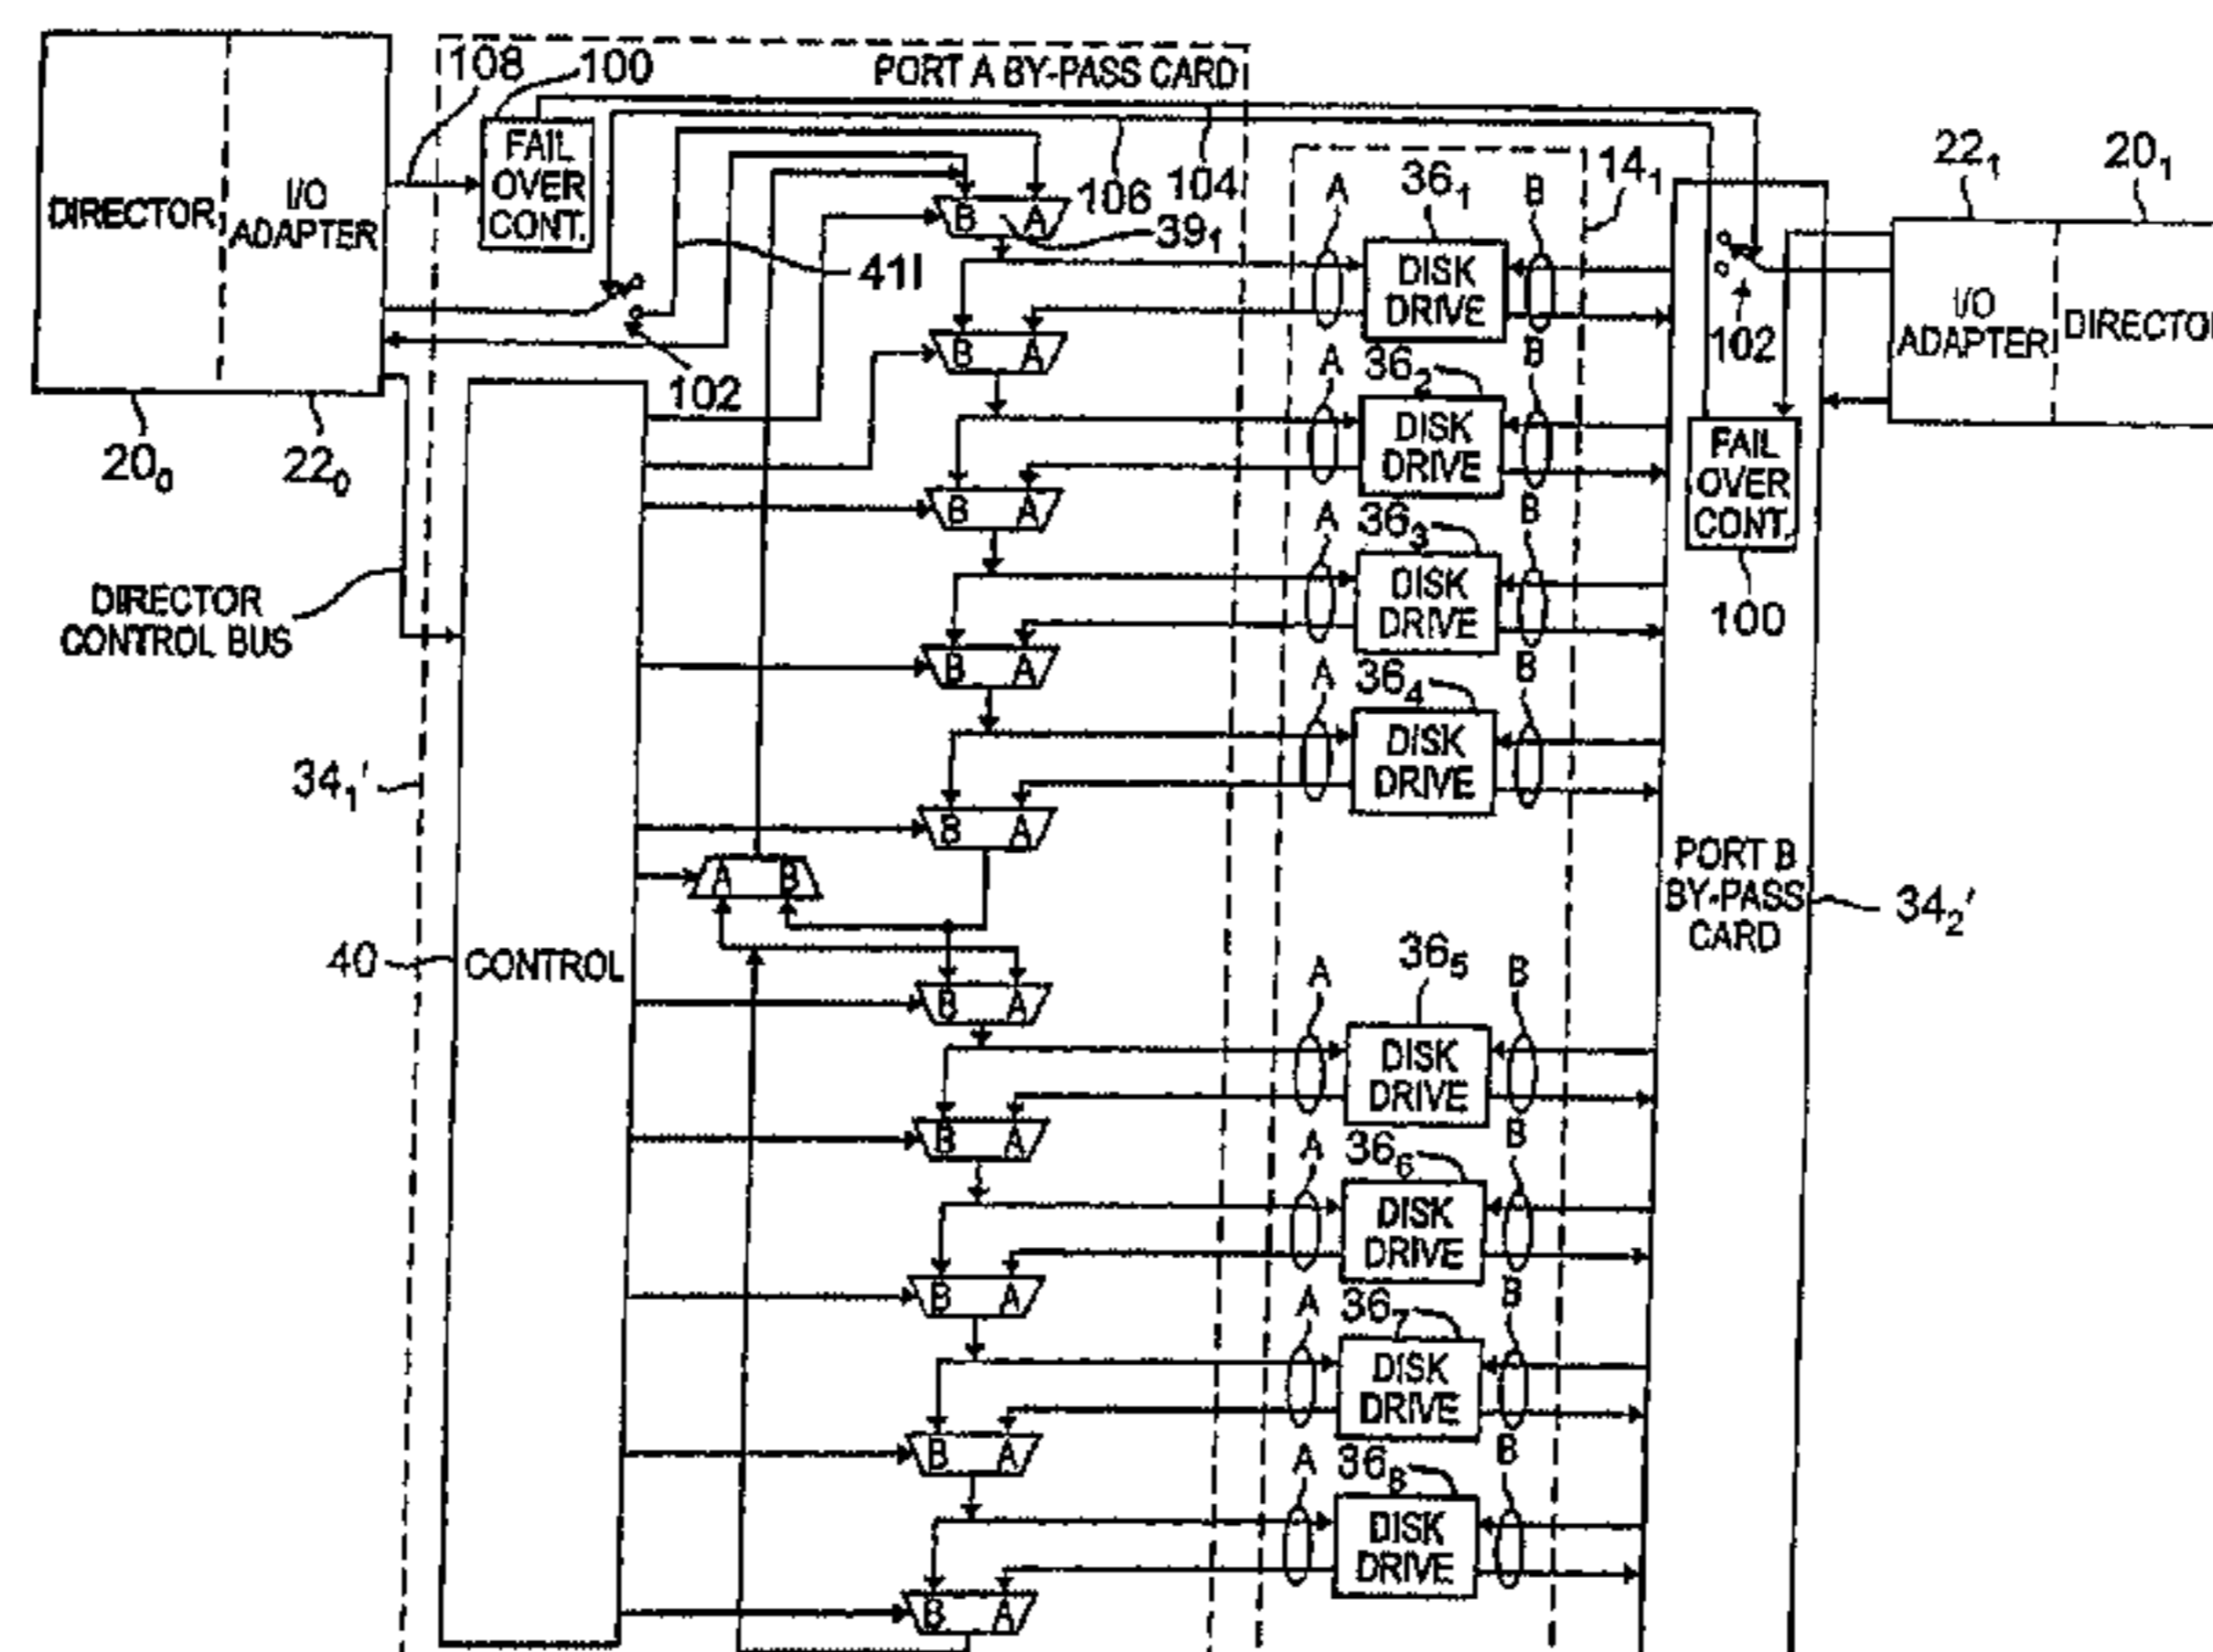 108
100
PORT A BY-PASS CARD
DIRECTOR
I/O
ADAPTER
FAIL
OVER
CONT.
B A
39₁
106
104
41I
102
20₀
22₀
DIRECTOR
CONTROL BUS
34₁'
40
CONTROL
B A
B A
B A
B A
A B
B A
B A
B A
B A
B A
14₁
A
36₁
B
DISK
DRIVE
A
36₂
B
DISK
DRIVE
A
36₃
B
DISK
DRIVE
A
36₄
B
DISK
DRIVE
A
36₅
B
DISK
DRIVE
A
36₆
B
DISK
DRIVE
A
36₇
B
DISK
DRIVE
A
36₈
B
DISK
DRIVE
102
FAIL
OVER
CONT.
100
PORT B
BY-PASS
CARD
34₂'
22₁
20₁
I/O
ADAPTER
DIRECTO